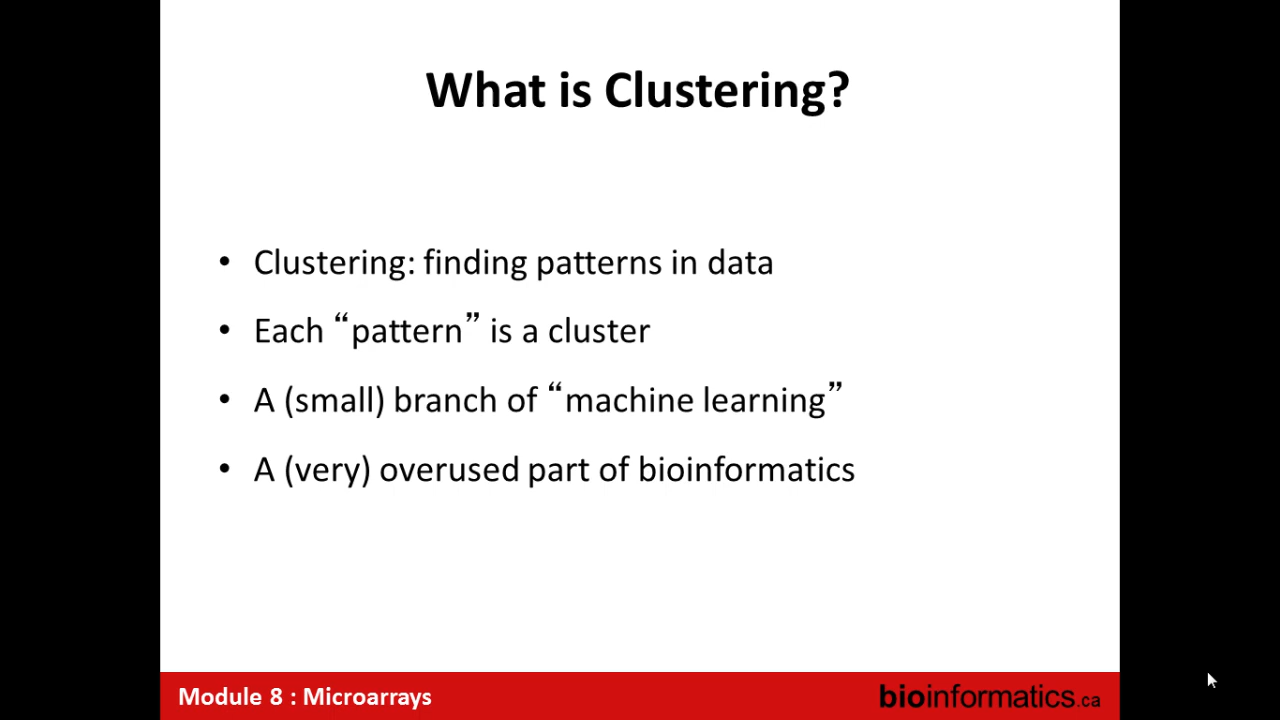 What is Clustering?
• Clustering: finding patterns in data
• Each “pattern” is a cluster
• A (small) branch of “machine learning”
• A (very) overused part of bioinformatics
Module 8 : Microarrays
bioinformatics.ca